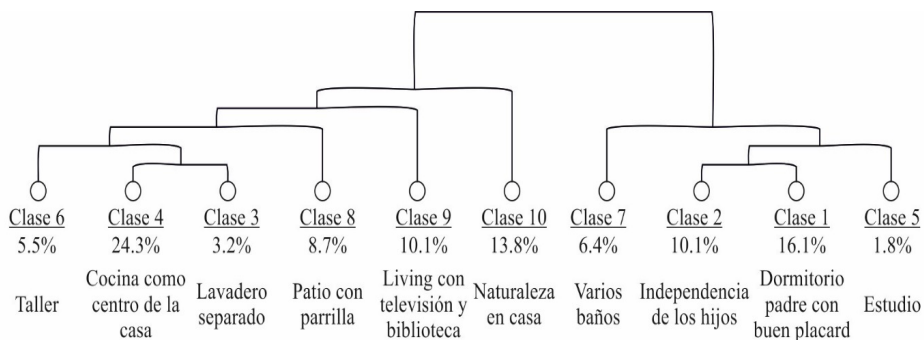 Clase 6 Clase 4 Clase 3 Clase 8 Clase 9 Clase 10 Clase 7 Clase 2 Clase 1 Clase 5
5.5% 24.3% 3.2% 8.7% 10.1% 13.8% 6.4% 10.1% 16.1% 1.8%
Taller
Cocina como
centro de la
casa
Lavadero
separado
Patio con
parrilla
Living con
televisión y
biblioteca
Naturaleza
en casa
Varios
baños
Independencia
de los hijos
Dormitorio
padre con
buen placard
Estudio